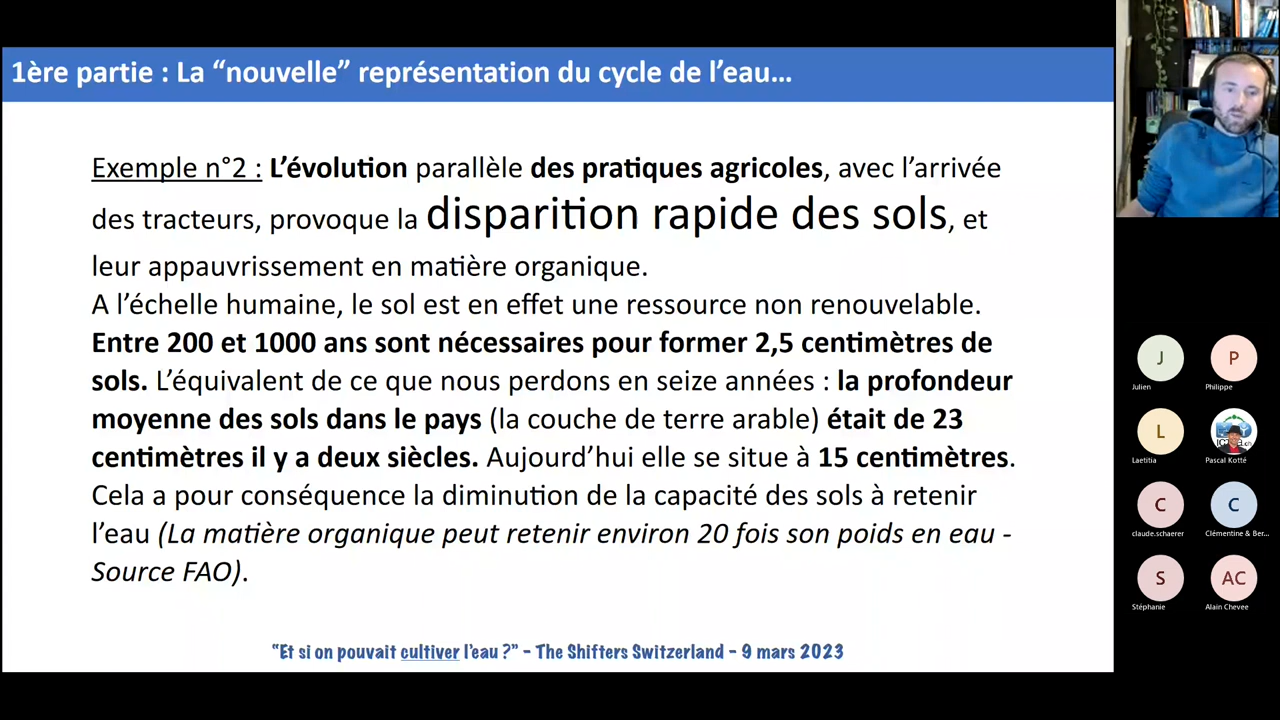 1ère partie : La “nouvelle” représentation du cycle de l’eau…
Exemple n°2 : L’évolution parallèle des pratiques agricoles, avec l’arrivée
des tracteurs, provoque la disparition rapide des sols, et
leur appauvrissement en matière organique.
A l’échelle humaine, le sol est en effet une ressource non renouvelable.
Entre 200 et 1000 ans sont nécessaires pour former 2,5 centimètres de
sols. L’équivalent de ce que nous perdons en seize années : la profondeur
moyenne des sols dans le pays (la couche de terre arable) était de 23
centimètres il y a deux siècles. Aujourd’hui elle se situe à 15 centimètres.
Cela a pour conséquence la diminution de la capacité des sols à retenir
l’eau (La matière organique peut retenir environ 20 fois son poids en eau -
Source FAO).
“Et si on pouvait cultiver l’eau ?” – The Shifters Switzerland – 9 mars 2023
J
P
Julien
Philippe
L
Laetitia
Pascal Kotté
C
C
claude.schaerer
Clémentine & Ber...
S
AC
Stéphanie
Alain Chevee